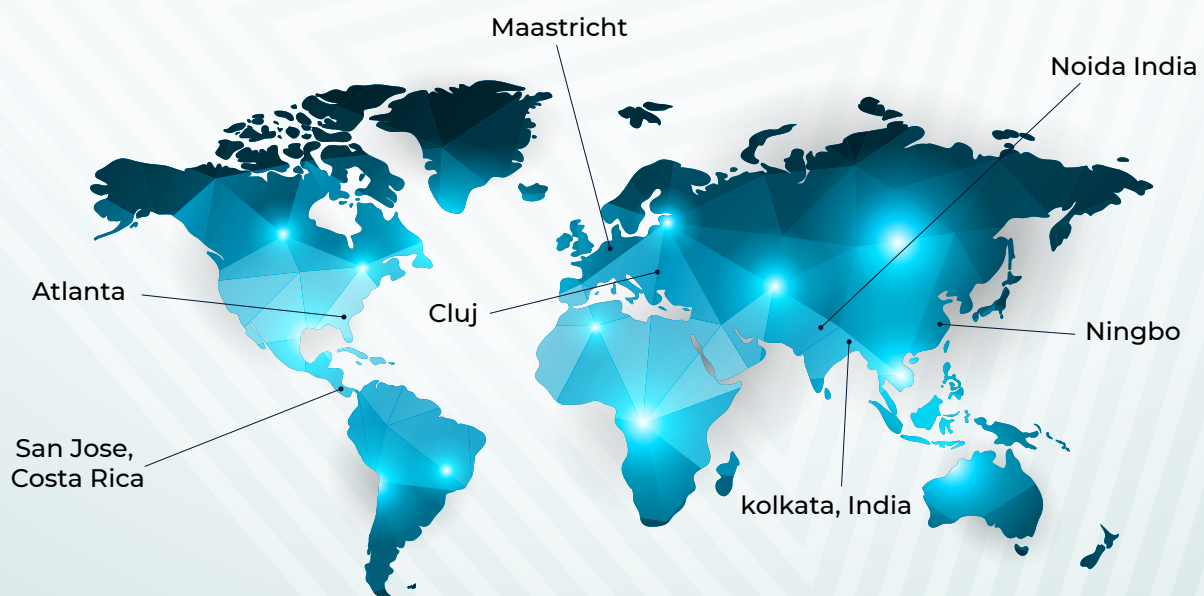 Maastricht
Noida India
Atlanta
Cluj
Ningbo
San Jose,
Costa Rica
kolkata, India